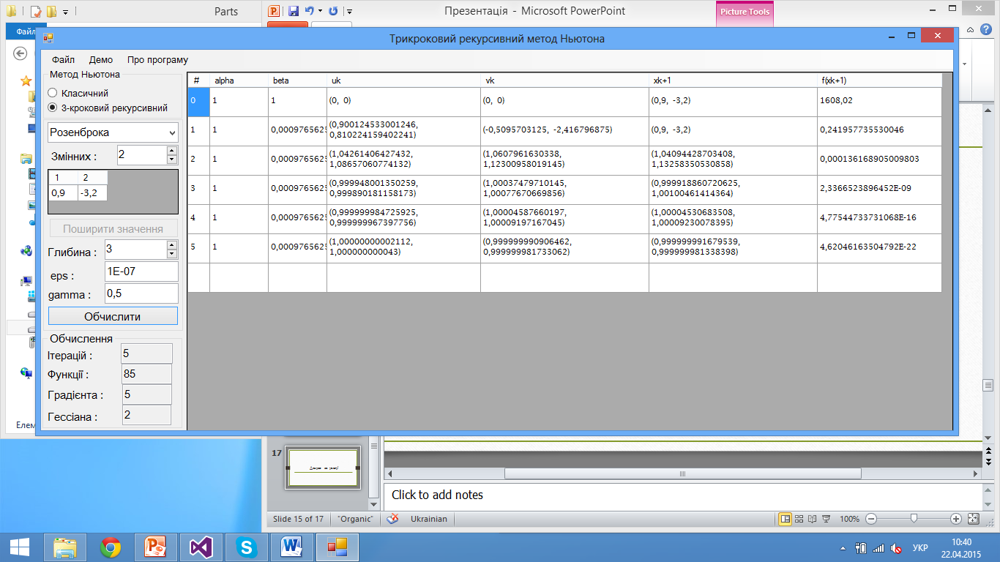 Parts
Презентація - Microsoft PowerPoint
Picture Tools
Файл
Трикроковий рекурсивний метод Ньютона
Файл Демо Про програму
Метод Ньютона
Класичний
3-кроковий рекурсивний
Розенброка
Змінних : 2
1 2
0,9 -3,2
Поширити значення
Глибина : 3
eps : 1E-07
gamma : 0,5
Обчислити
Обчислення
Ітерацій : 5
Функції : 85
Градієнта : 5
Гессіана : 2
# alpha beta uk vk xk+1 f(xk+1)
0 1 1 (0, 0) (0, 0) (0,9, -3,2) 1608,02
1 1 0,0009765625 (0,900124533001246, 0,810224159402241) (-0,5095703125, -2,416796875) (0,9, -3,2) 0,241957735530046
2 1 0,0009765625 (1,04261406427432, 1,08657060774132) (1,0607961630338, 1,12300958019145) (1,04094428703408, 1,13258350530858) 0,000136168905009803
3 1 0,0009765625 (0,999948001350259, 0,999890181158173) (1,00037479710145, 1,00077670669856) (0,999918860720625, 1,00100461414364) 2,3366523896452E-09
4 1 0,0009765625 (0,999999984725925, 0,999999967397756) (1,00004587660197, 1,00009197167045) (1,00004530683508, 1,00009230078395) 4,77544733731068E-16
5 1 0,0009765625 (1,00000000002112, 1,000000000043) (0,999999990906462, 0,999999981733062) (0,999999991679539, 0,999999981338398) 4,62046163504792E-22
Елем
17
Click to add notes
Slide 15 of 17 "Organic" Ukrainian 100%
УКР
10:40
22.04.2015